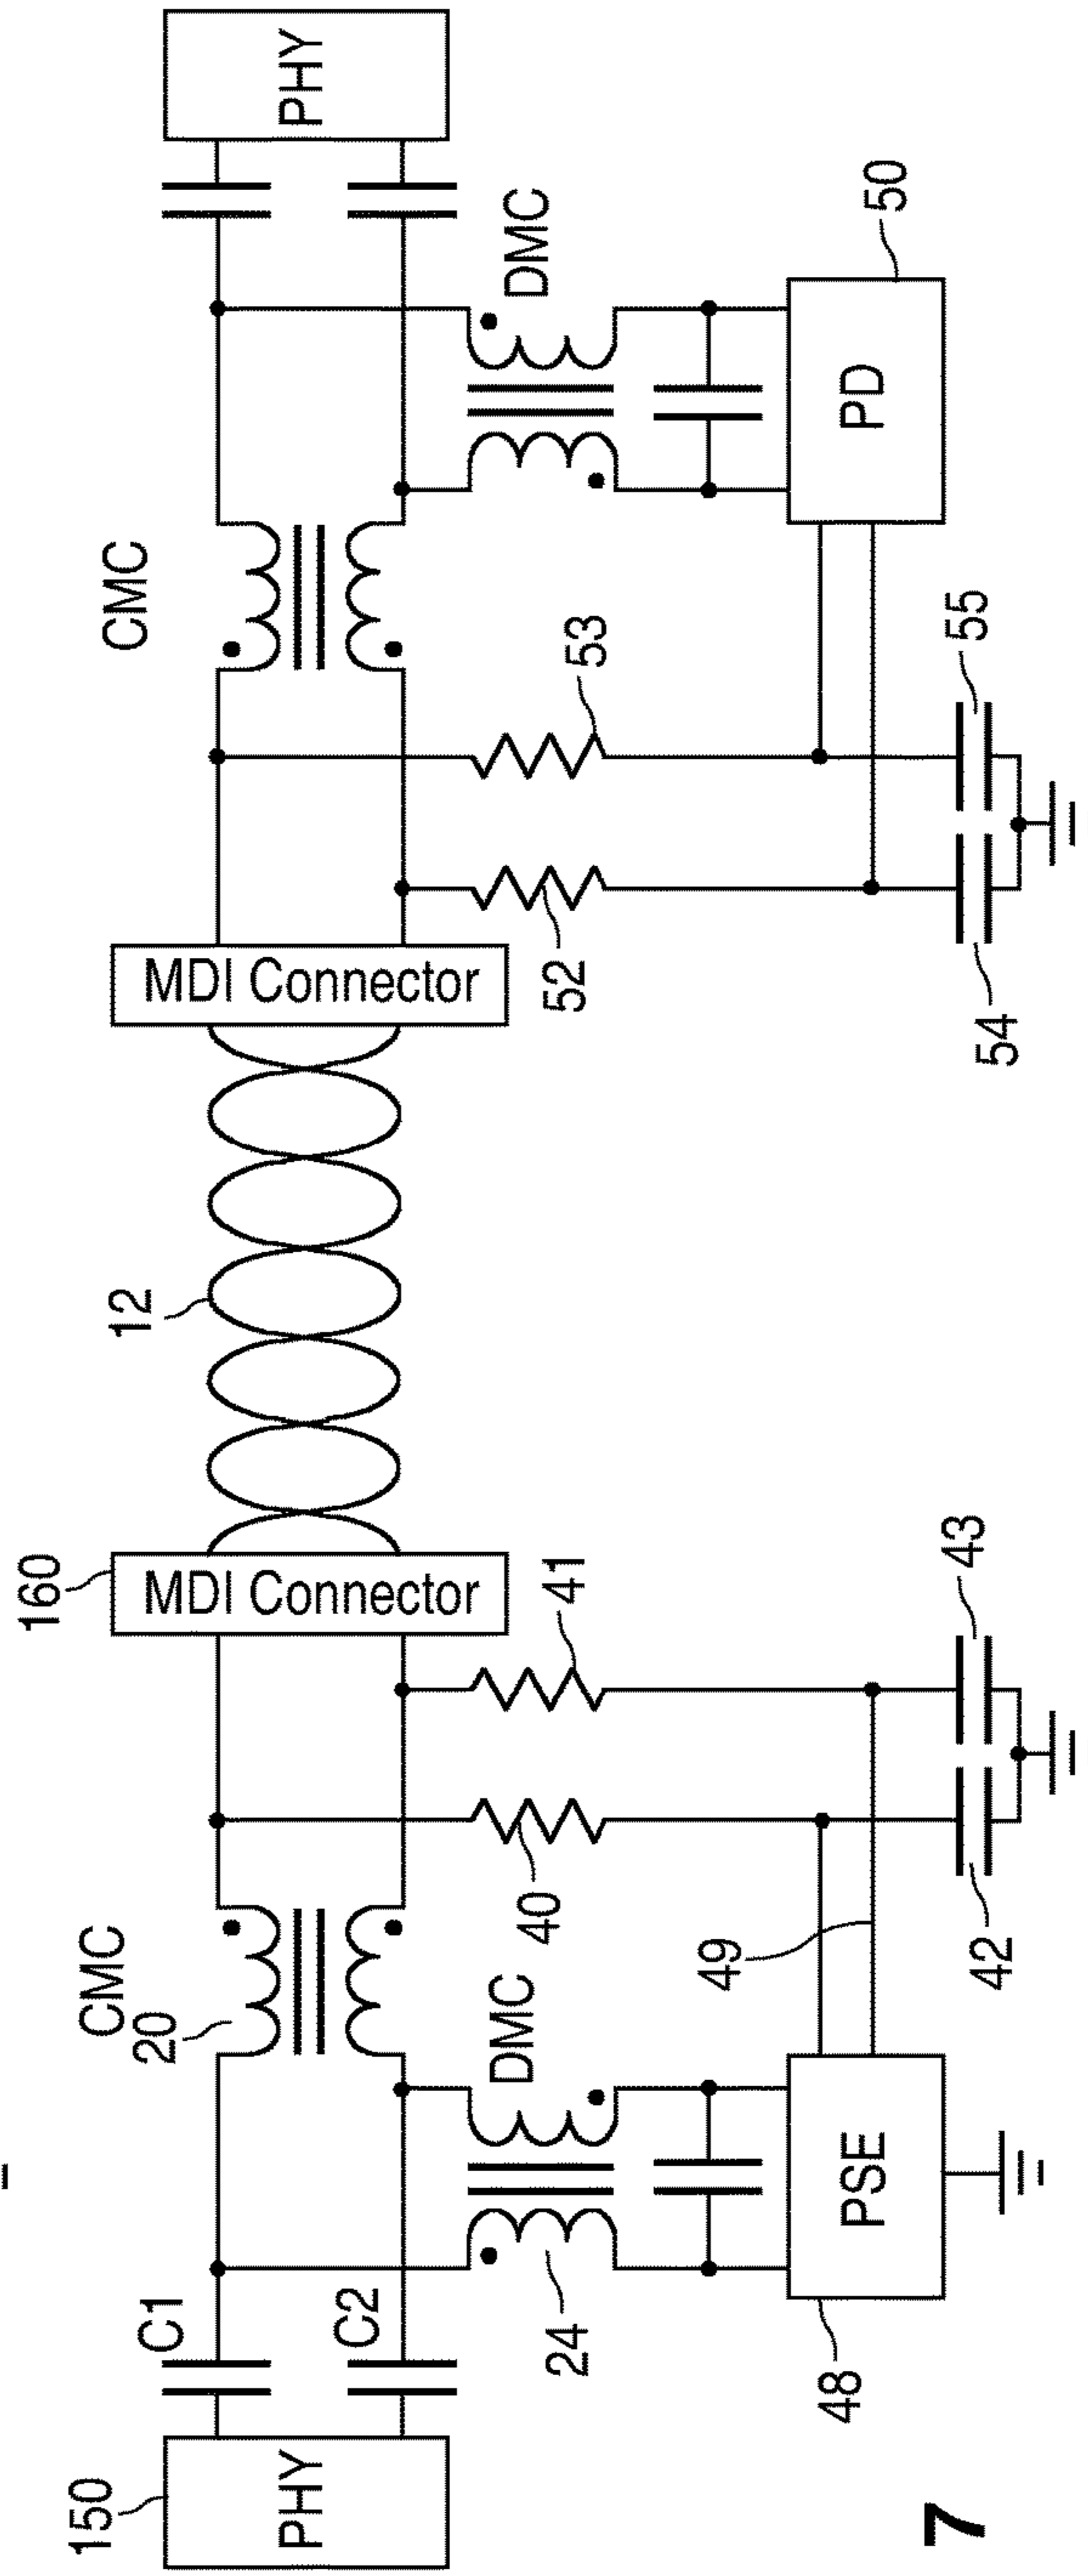 150
PHY
C1
C2
24
48
PSE
DMC
CMC
20
49
40
42
41
43
160
MDI Connector
12
MDI Connector
52
54
53
55
CMC
DMC
PD
50
PHY
7